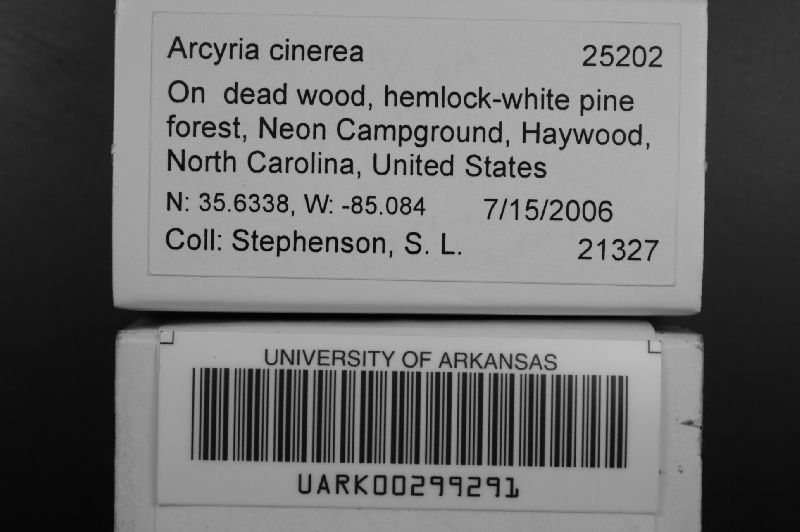 Arcyria cinerea 25202
On dead wood, hemlock-white pine
forest, Neon Campground, Haywood,
North Carolina, United States
N: 35.6338, W: -85.084 7/15/2006
Coll: Stephenson, S. L. 21327
UNIVERSITY OF ARKANSAS
UARK00299291